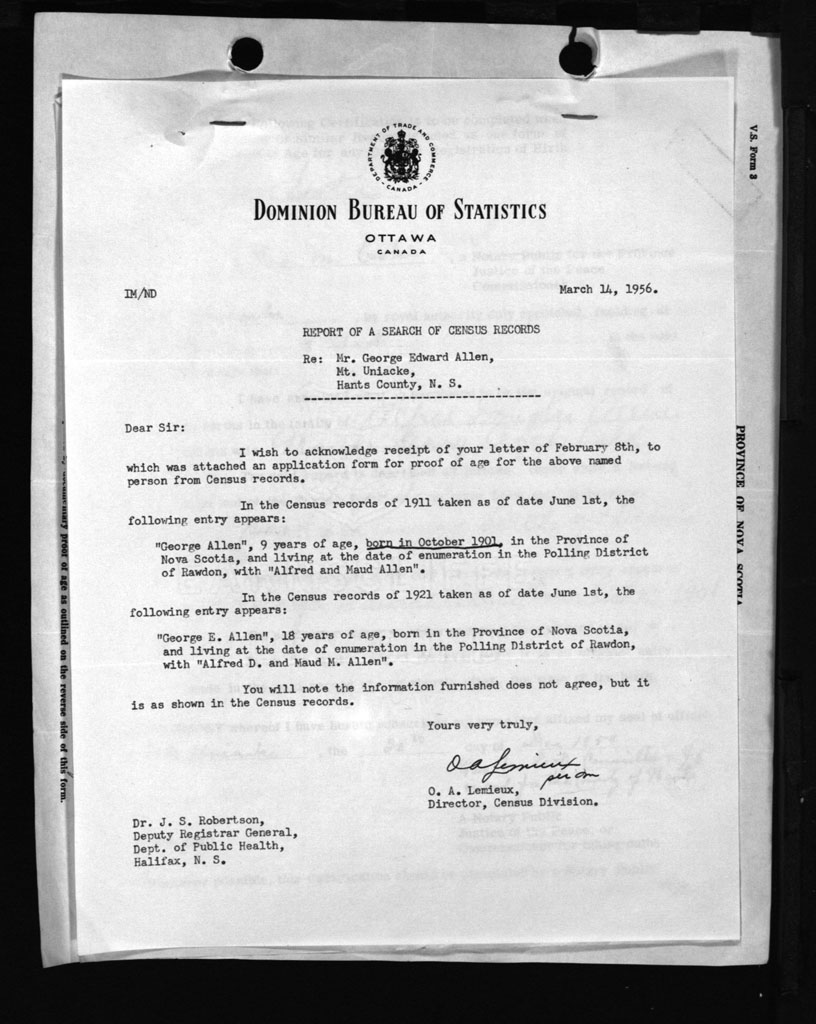 DEPARTMENT OF TRADE AND COMMERCE
CANADA
DOMINION BUREAU OF STATISTICS
OTTAWA
CANADA
IM/ND
March 14, 1956.
REPORT OF A SEARCH OF CENSUS RECORDS
Re: Mr. George Edward Allen,
Mt. Uniacke,
Hants County, N. S.
Dear Sir:
I wish to acknowledge receipt of your letter of February 8th, to
which was attached an application form for proof of age for the above named
person from Census records.
In the Census records of 1911 taken as of date June 1st, the
following entry appears:
"George Allen", 9 years of age, born in October 1901, in the Province of
Nova Scotia, and living at the date of enumeration in the Polling District
of Rawdon, with "Alfred and Maud Allen".
In the Census records of 1921 taken as of date June 1st, the
following entry appears:
"George E. Allen", 18 years of age, born in the Province of Nova Scotia,
and living at the date of enumeration in the Polling District of Rawdon,
with "Alfred D. and Maud M. Allen".
You will note the information furnished does not agree, but it
is as shown in the Census records.
Yours very truly,
O A Lemieux
per
O. A. Lemieux,
Director, Census Division.
Dr. J. S. Robertson,
Deputy Registrar General,
Dept. of Public Health,
Halifax, N. S.
V.S. Form 3
PROVINCE OF NOVA SCOTIA
proof of age as outlined on the reverse side of this form.